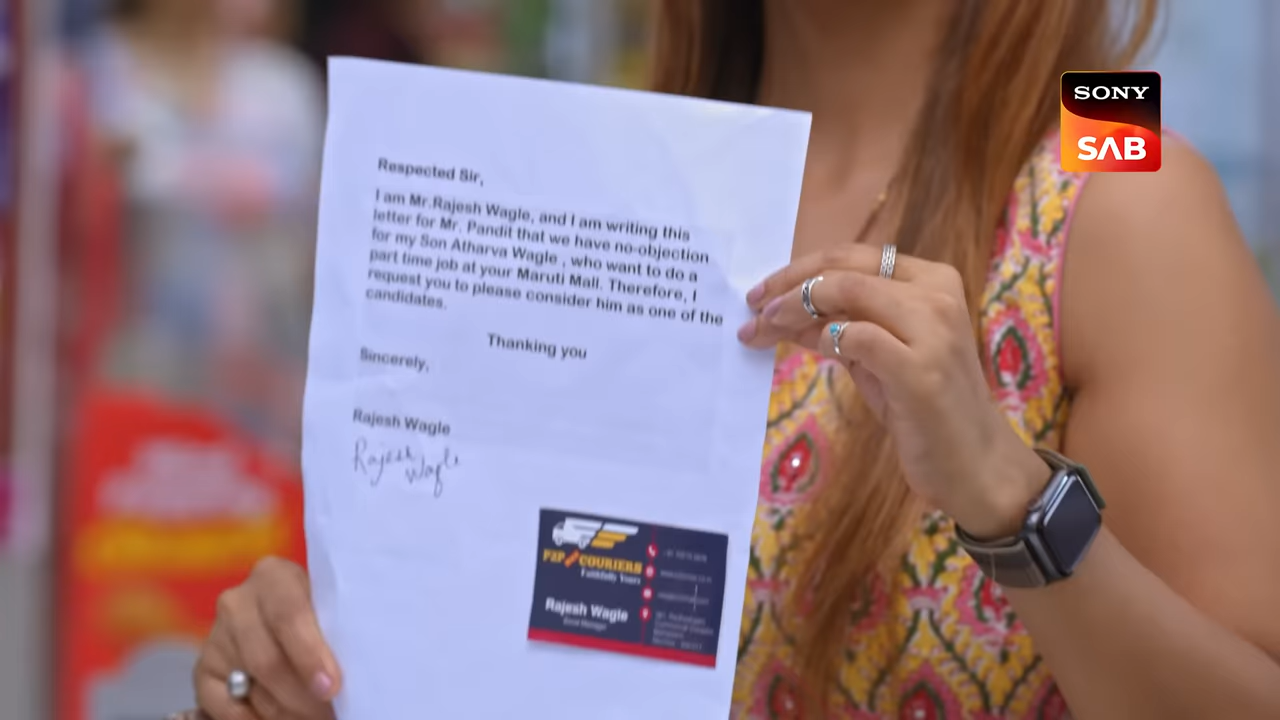 SONY
SAB
Respected Sir,
I am Mr.Rajesh Wagle, and I am writing this
letter for Mr. Pandit that we have no-objection
for my Son Atharva Wagle , who want to do a
part time job at your Maruti Mall. Therefore, I
request you to please consider him as one of the
candidates.
Thanking you
Sincerely,
Rajesh Wagle
Rajesh Wagle
P2P COURIERS
Faithfully Yours
Rajesh Wagle